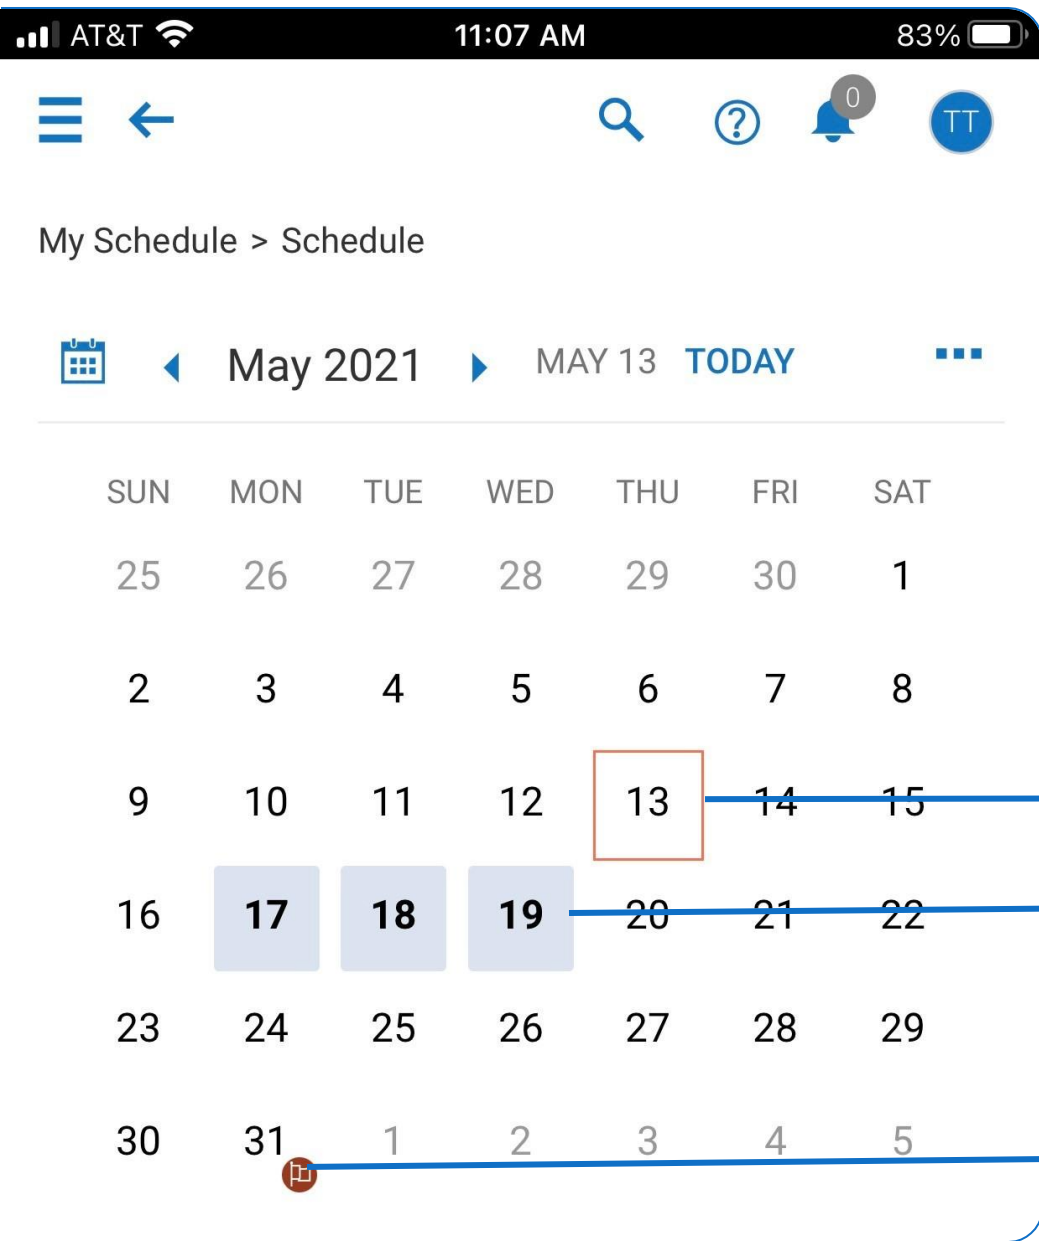 AT&T 11:07 AM 83%
0
TT
My Schedule > Schedule
May 2021 MAY 13 TODAY
SUN MON TUE WED THU FRI SAT
25 26 27 28 29 30 1
2 3 4 5 6 7 8
9 10 11 12 13 14 15
16 17 18 19 20 21 22
23 24 25 26 27 28 29
30 31 1 2 3 4 5